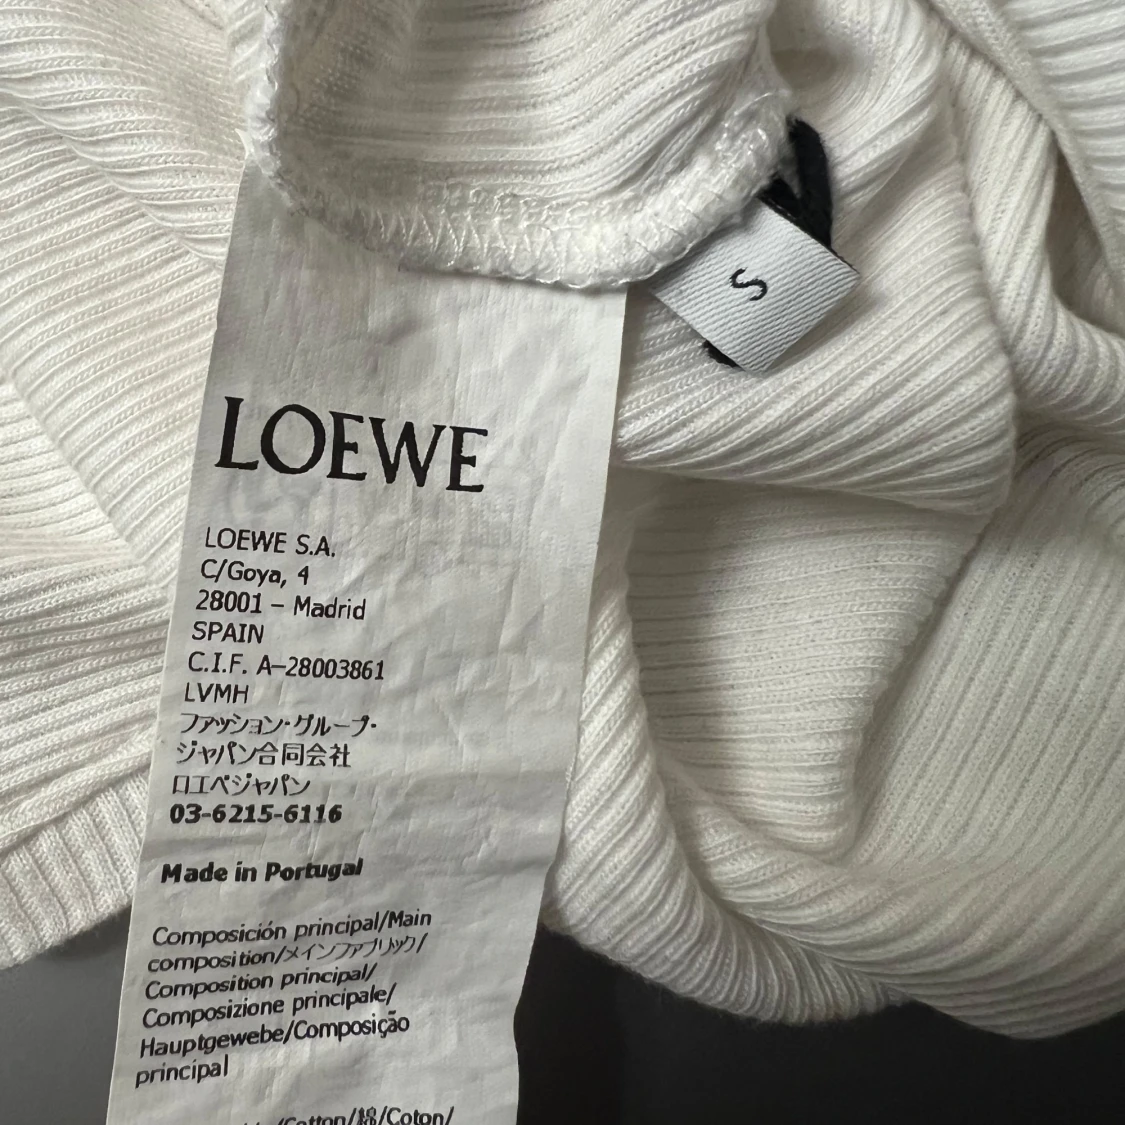 S
LOEWE
LOEWE S.A.
C/Goya, 4
28001 – Madrid
SPAIN
C.I.F. A–28003861
LVMH
ファッション・グループ・
ジャパン合同会社
ロエベジャパン
03-6215-6116
Made in Portugal
Composición principal/Main
composition/メインファブリック/
Composition principal/
Composizione principale/
Hauptgewebe/Composição
principal
/Cotton/綿/Coton/